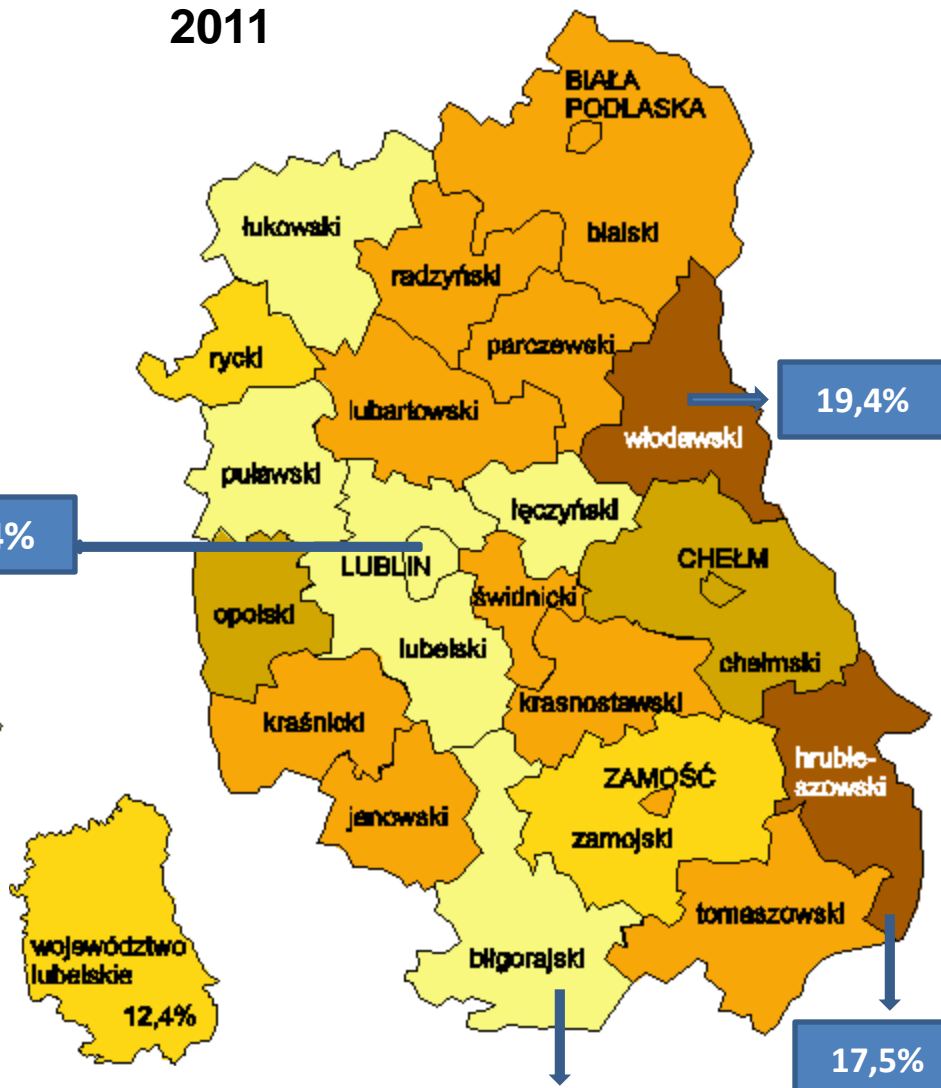 2011
BIAŁA
PODLASKA
łukowski
bialski
radzyński
rycki
parczewski
lubartowski
19,4%
włodawski
puławski
łęczyński
4%
LUBLIN
CHEŁM
świdnicki
opolski
lubelski
chełmski
krasnostawski
kraśnicki
hrubie-
szowski
ZAMOŚĆ
janowski
zamojski
tomaszowski
województwo
lubelskie
biłgorajski
12,4%
17,5%